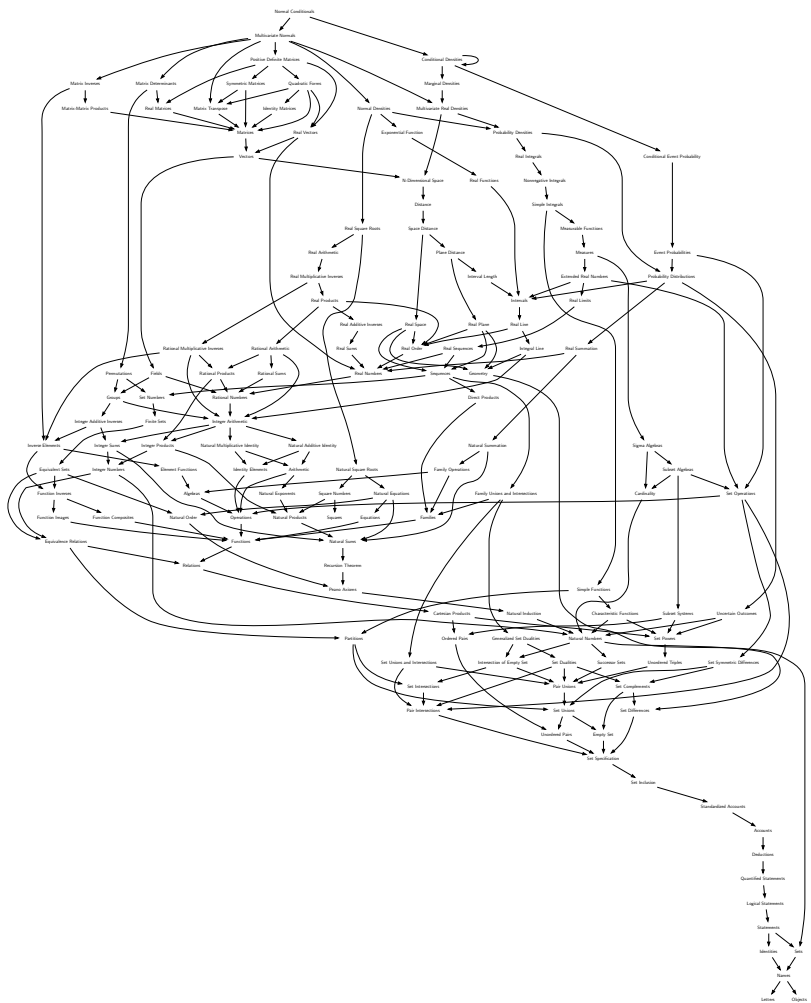 Normal Conditionals
Multivariate Normals
Positive Definite Matrices
Conditional Densities
Matrix Inverses
Matrix Determinants
Symmetric Matrices
Quadratic Forms
Marginal Densities
Matrix-Matrix Products
Real Matrices
Matrix Transpose
Identity Matrices
Normal Densities
Multivariate Real Densities
Matrices
Real Vectors
Exponential Function
Probability Densities
Vectors
Real Integrals
Conditional Event Probability
N-Dimensional Space
Real Functions
Nonnegative Integrals
Distance
Simple Integrals
Real Square Roots
Space Distance
Measurable Functions
Real Arithmetic
Plane Distance
Measures
Event Probabilities
Real Multiplicative Inverses
Interval Length
Extended Real Numbers
Probability Distributions
Real Products
Intervals
Real Limits
Real Additive Inverses
Real Space
Real Plane
Real Line
Rational Multiplicative Inverses
Rational Arithmetic
Real Sums
Real Order
Real Sequences
Integral Line
Real Summation
Permutations
Fields
Rational Products
Rational Sums
Real Numbers
Sequences
Geometry
Groups
Set Numbers
Rational Numbers
Direct Products
Integer Additive Inverses
Finite Sets
Integer Arithmetic
Inverse Elements
Integer Sums
Integer Products
Natural Multiplicative Identity
Natural Additive Identity
Natural Summation
Sigma Algebras
Equivalent Sets
Integer Numbers
Element Functions
Identity Elements
Arithmetic
Natural Square Roots
Family Operations
Subset Algebras
Function Inverses
Algebras
Natural Exponents
Square Numbers
Natural Equations
Family Unions and Intersections
Cardinality
Set Operations
Function Images
Function Composites
Natural Order
Operations
Natural Products
Squares
Equations
Families
Equivalence Relations
Functions
Natural Sums
Relations
Recursion Theorem
Peano Axioms
Simple Functions
Cartesian Products
Natural Induction
Characteristic Functions
Subset Systems
Uncertain Outcomes
Partitions
Ordered Pairs
Generalized Set Dualities
Natural Numbers
Set Powers
Set Unions and Intersections
Intersection of Empty Set
Set Dualities
Successor Sets
Unordered Triples
Set Symmetric Differences
Set Intersections
Pair Unions
Set Complements
Pair Intersections
Set Unions
Set Differences
Unordered Pairs
Empty Set
Set Specification
Set Inclusion
Standardized Accounts
Accounts
Deductions
Quantified Statements
Logical Statements
Statements
Identities
Sets
Names
Letters
Objects